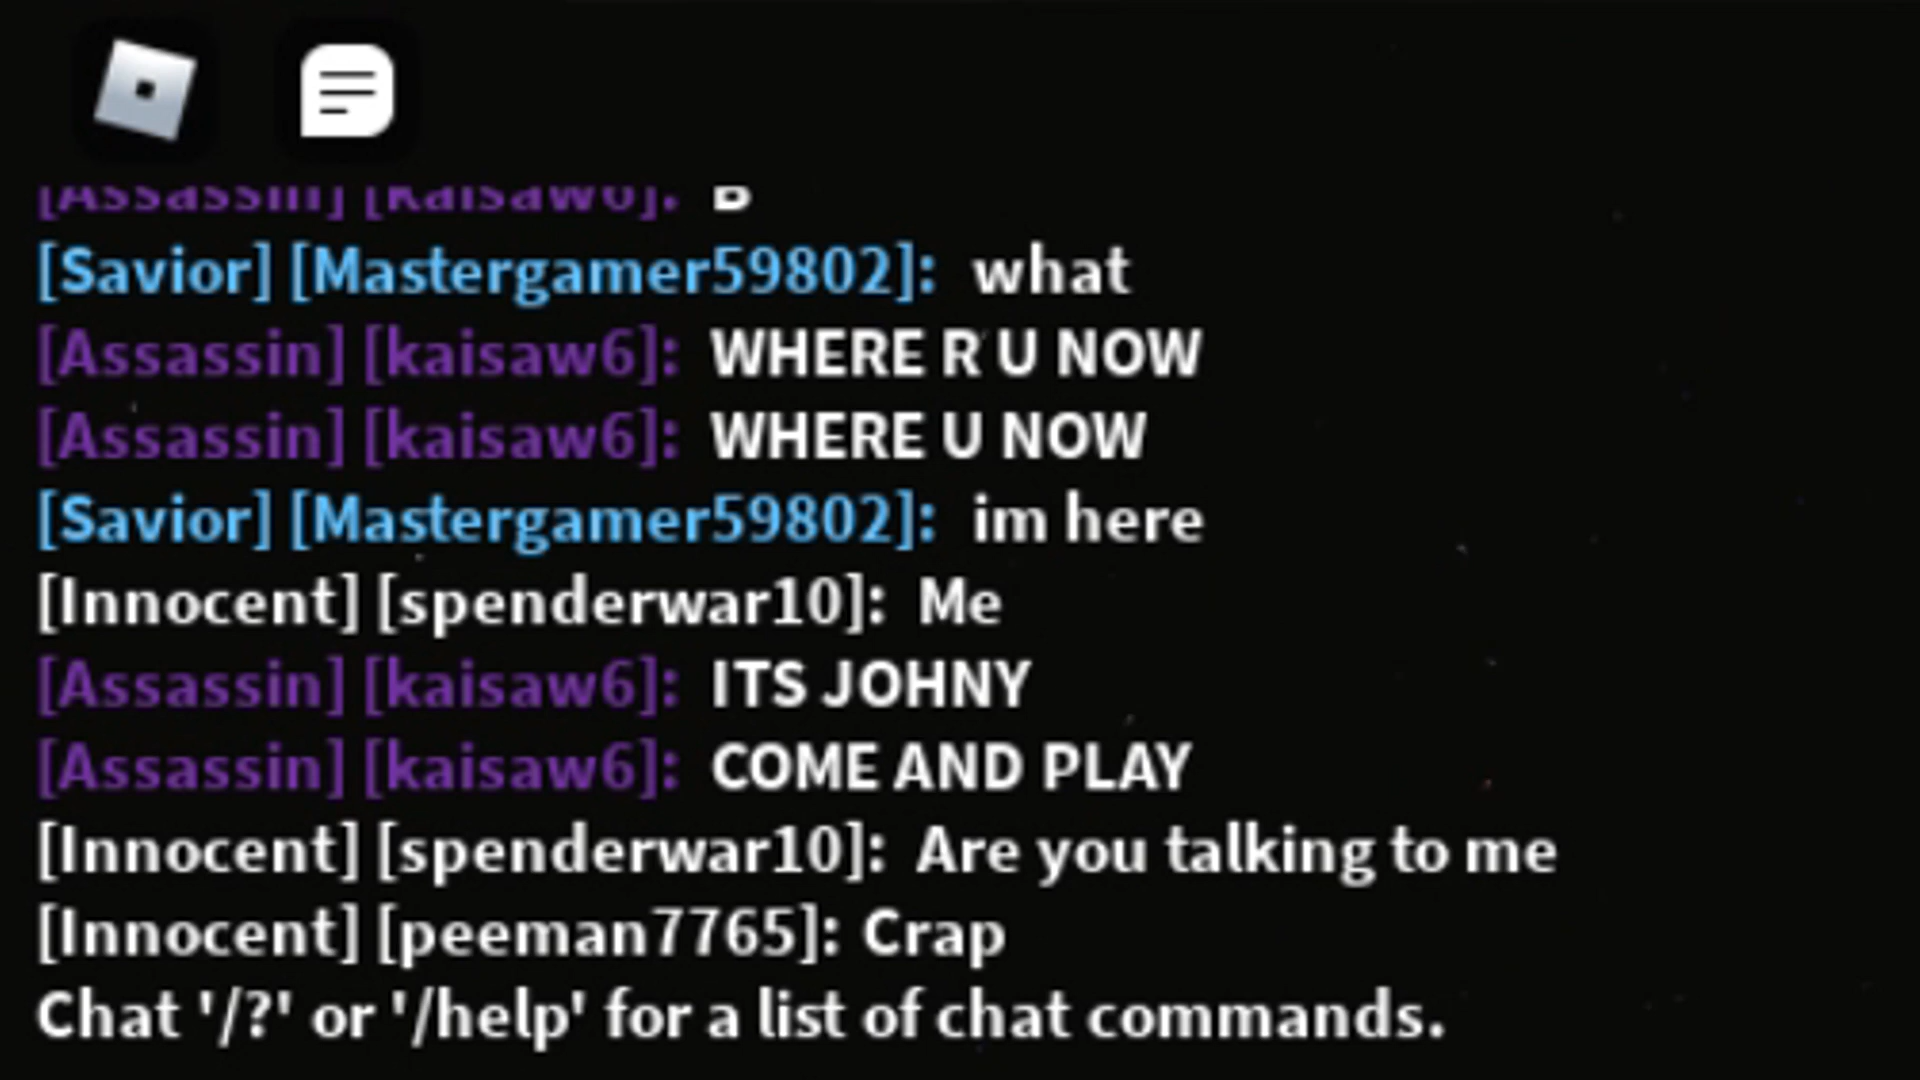 [Assassin] [kaisaw6]: B
[Savior] [Mastergamer59802]: what
[Assassin] [kaisaw6]: WHERE R U NOW
[Assassin] [kaisaw6]: WHERE U NOW
[Savior] [Mastergamer59802]: im here
[Innocent] [spenderwar10]: Me
[Assassin] [kaisaw6]: ITS JOHNY
[Assassin] [kaisaw6]: COME AND PLAY
[Innocent] [spenderwar10]: Are you talking to me
[Innocent] [peeman7765]: Crap
Chat '/?' or '/help' for a list of chat commands.